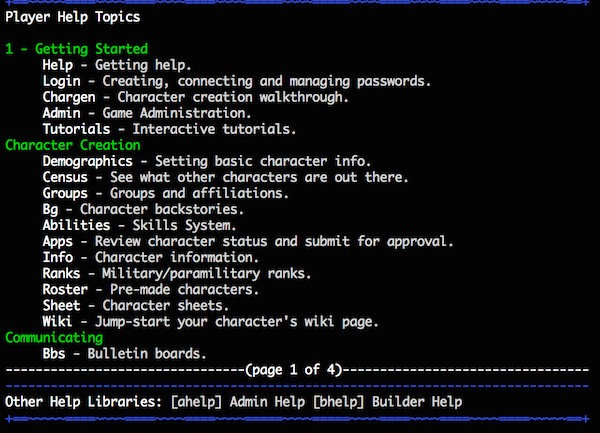 Player Help Topics
1 - Getting Started
Help - Getting help.
Login - Creating, connecting and managing passwords.
Chargen - Character creation walkthrough.
Admin - Game Administration.
Tutorials - Interactive tutorials.
Character Creation
Demographics - Setting basic character info.
Census - See what other characters are out there.
Groups - Groups and affiliations.
Bg - Character backstories.
Abilities - Skills System.
Apps - Review character status and submit for approval.
Info - Character information.
Ranks - Military/paramilitary ranks.
Roster - Pre-made characters.
Sheet - Character sheets.
Wiki - Jump-start your character's wiki page.
Communicating
Bbs - Bulletin boards.
--------------------------------(page 1 of 4)---------------------------------
Other Help Libraries: [ahelp] Admin Help [bhelp] Builder Help